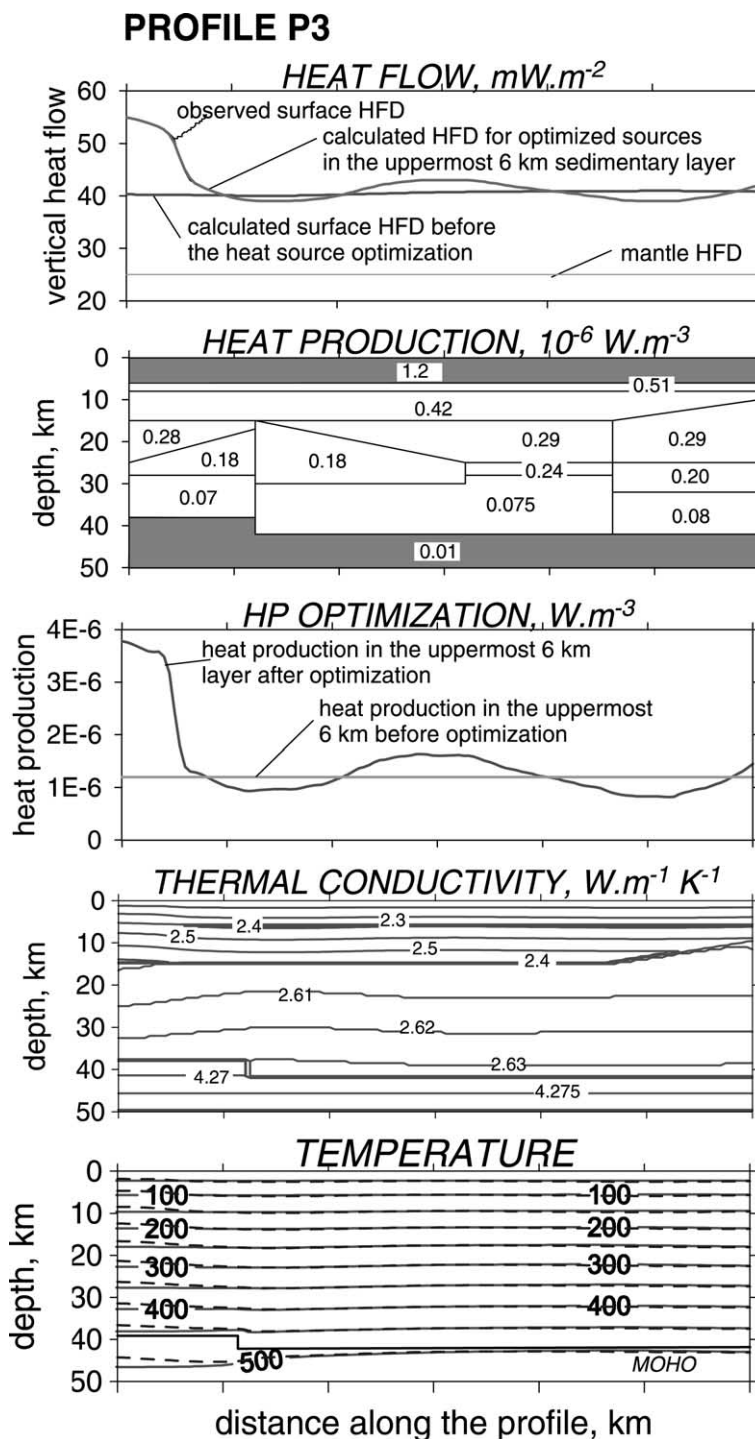 PROFILE P3
HEAT FLOW, mW.m-2
60
50
40
30
20
vertical heat flow
observed surface HFD
calculated HFD for optimized sources
in the uppermost 6 km sedimentary layer
calculated surface HFD before
the heat source optimization
mantle HFD
HEAT PRODUCTION, 10-6 W.m-3
0
10
20
30
40
50
depth, km
1.2
0.51
0.42
0.28
0.29
0.29
0.18
0.18
0.24
0.20
0.07
0.075
0.08
0.01
HP OPTIMIZATION, W.m-3
4E-6
3E-6
2E-6
1E-6
0
heat production
heat production in the uppermost 6 km
layer after optimization
heat production in the uppermost
6 km before optimization
THERMAL CONDUCTIVITY, W.m-1 K-1
0
10
20
30
40
50
depth, km
2.4
2.3
2.5
2.5
2.4
2.61
2.62
2.63
4.27
4.275
TEMPERATURE
0
10
20
30
40
50
depth, km
100
100
200
200
300
300
400
400
500
MOHO
distance along the profile, km